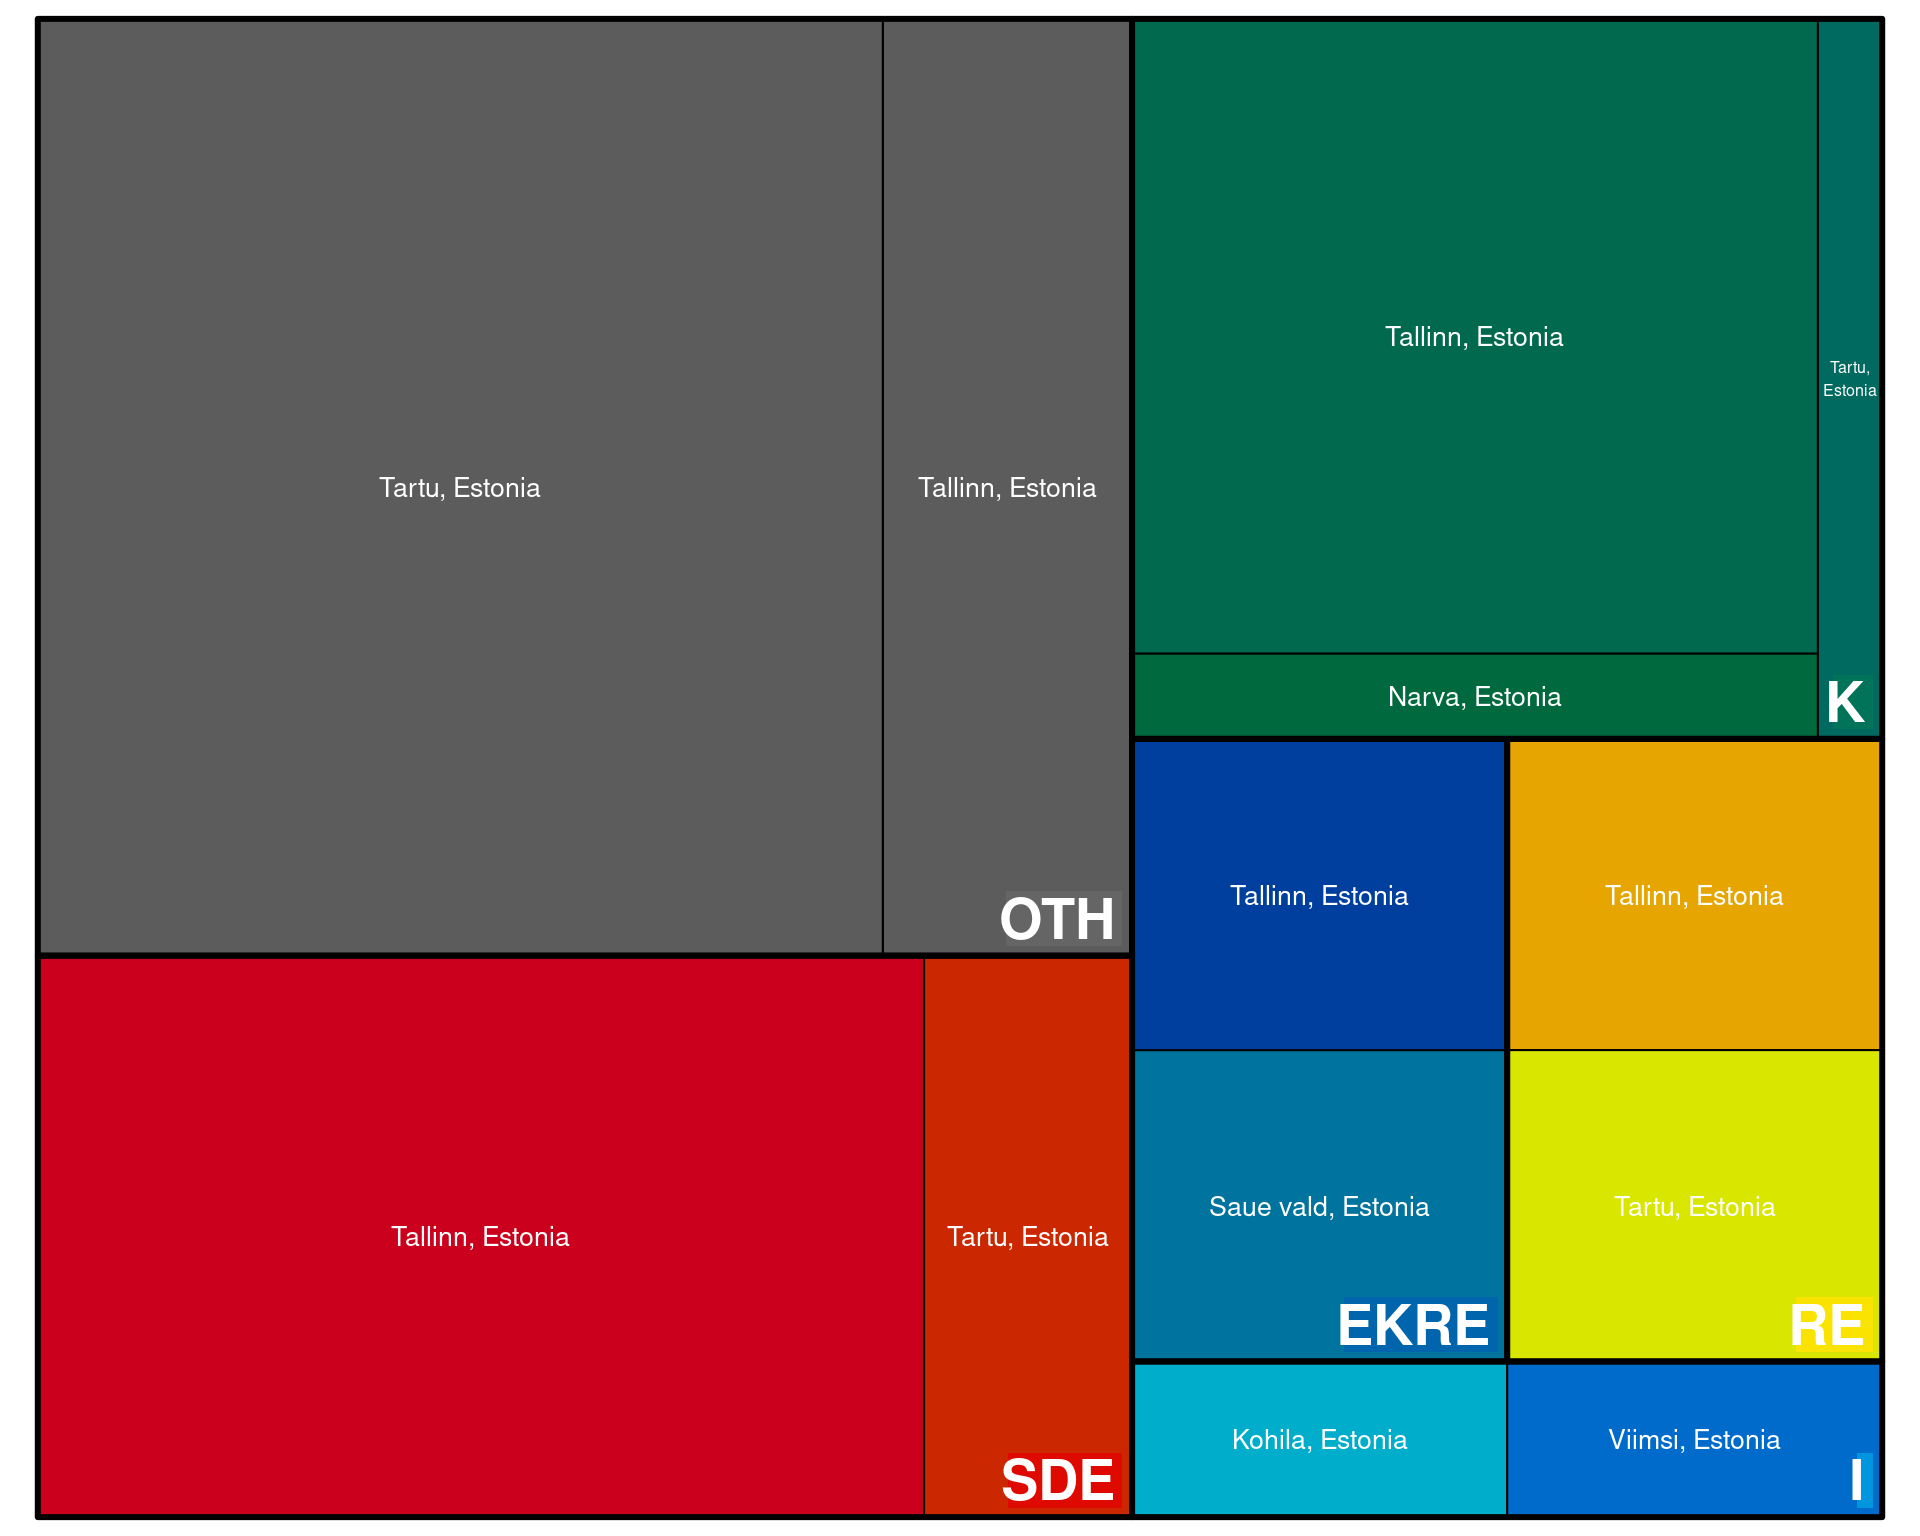 Tartu, Estonia
Tallinn, Estonia
OTH
Tallinn, Estonia
Tartu, Estonia
SDE
Tallinn, Estonia
Tartu,
Estonia
Narva, Estonia
K
Tallinn, Estonia
Saue vald, Estonia
EKRE
Tallinn, Estonia
Tartu, Estonia
RE
Kohila, Estonia
Viimsi, Estonia
I